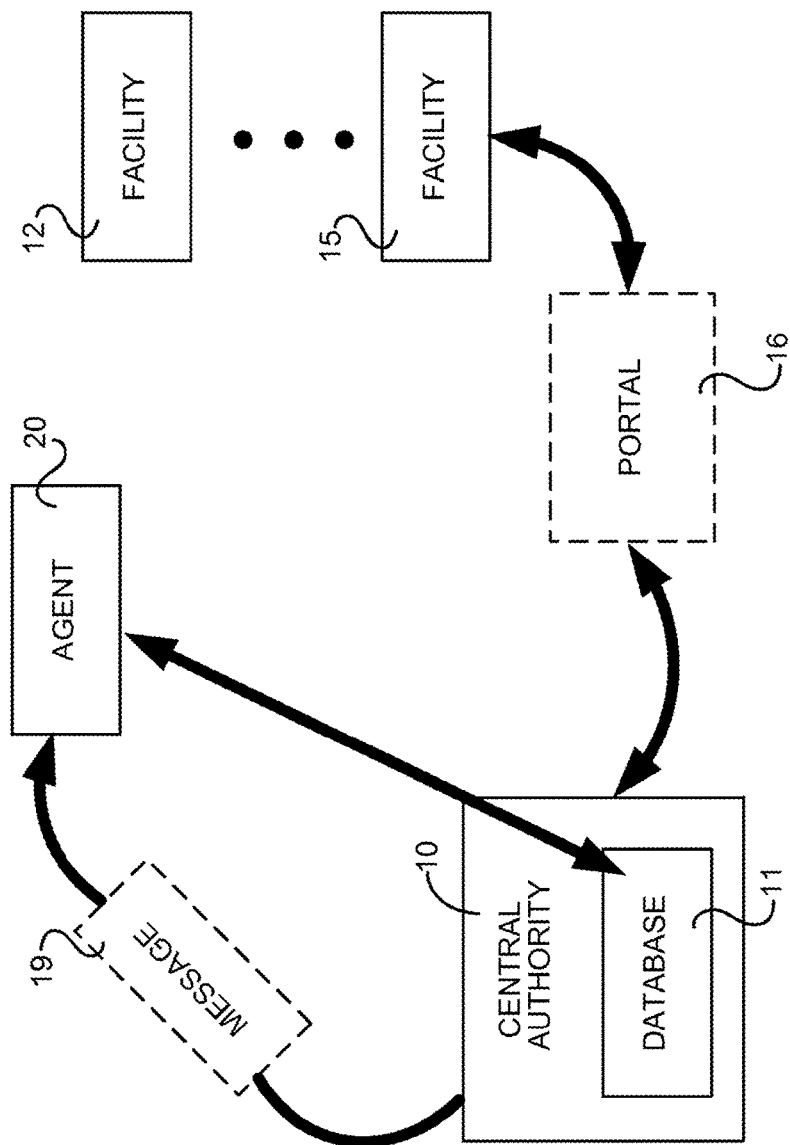 12
FACILITY
15
FACILITY
20
AGENT
PORTAL
16
19
MESSAGE
10
CENTRAL
AUTHORITY
DATABASE
11